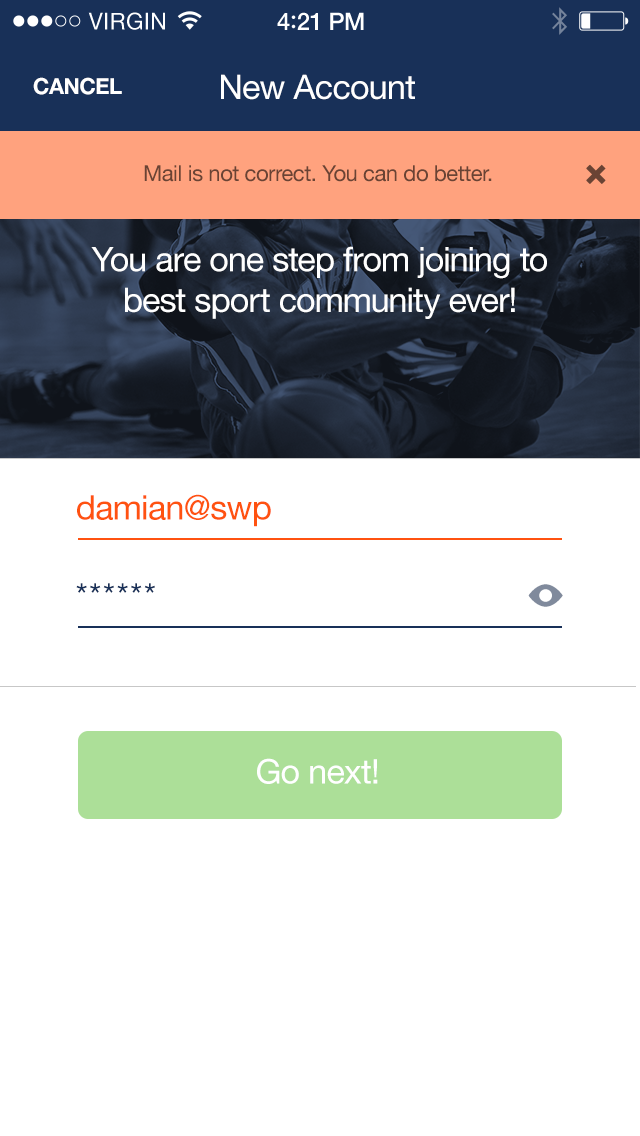 VIRGIN 4:21 PM
CANCEL New Account
Mail is not correct. You can do better.
You are one step from joining to
best sport community ever!
damian@swp
******
Go next!